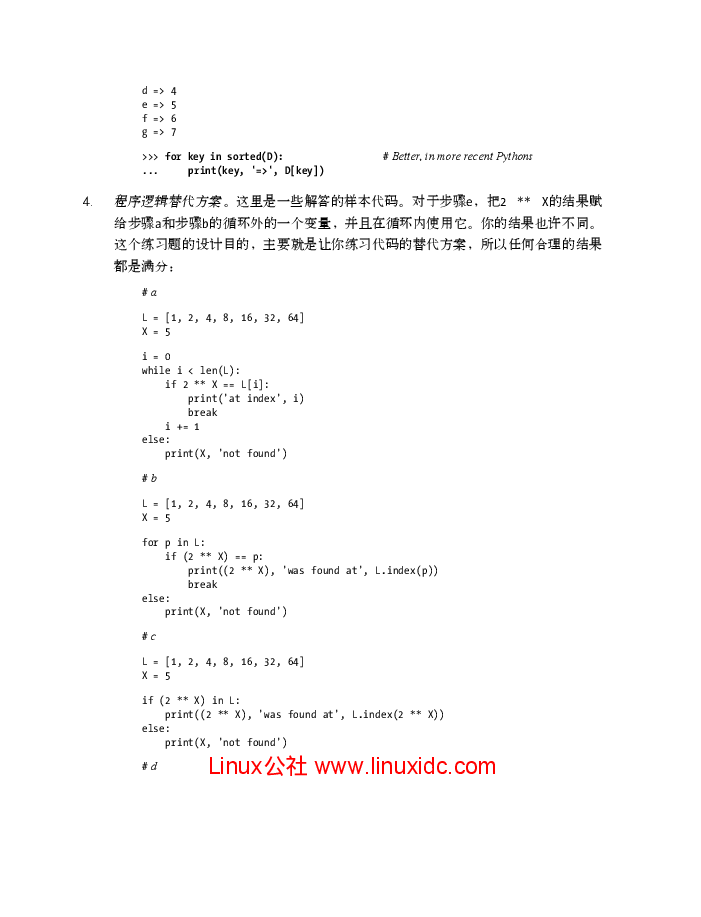 d => 4
e => 5
f => 6
g => 7
>>> for key in sorted(D): # Better, in more recent Pythons
... print(key, '=>', D[key])
4. 程序逻辑替代方案。这里是一些解答的样本代码。对于步骤e，把2 ** X的结果赋
给步骤a和步骤b的循环外的一个变量，并且在循环内使用它。你的结果也许不同。
这个练习题的设计目的，主要就是让你练习代码的替代方案，所以任何合理的结果
都是满分：
# a
L = [1, 2, 4, 8, 16, 32, 64]
X = 5
i = 0
while i < len(L):
    if 2 ** X == L[i]:
        print('at index', i)
        break
    i += 1
else:
    print(X, 'not found')
# b
L = [1, 2, 4, 8, 16, 32, 64]
X = 5
for p in L:
    if (2 ** X) == p:
        print((2 ** X), 'was found at', L.index(p))
        break
else:
    print(X, 'not found')
# c
L = [1, 2, 4, 8, 16, 32, 64]
X = 5
if (2 ** X) in L:
    print((2 ** X), 'was found at', L.index(2 ** X))
else:
    print(X, 'not found')
# d
Linux公社 www.linuxidc.com